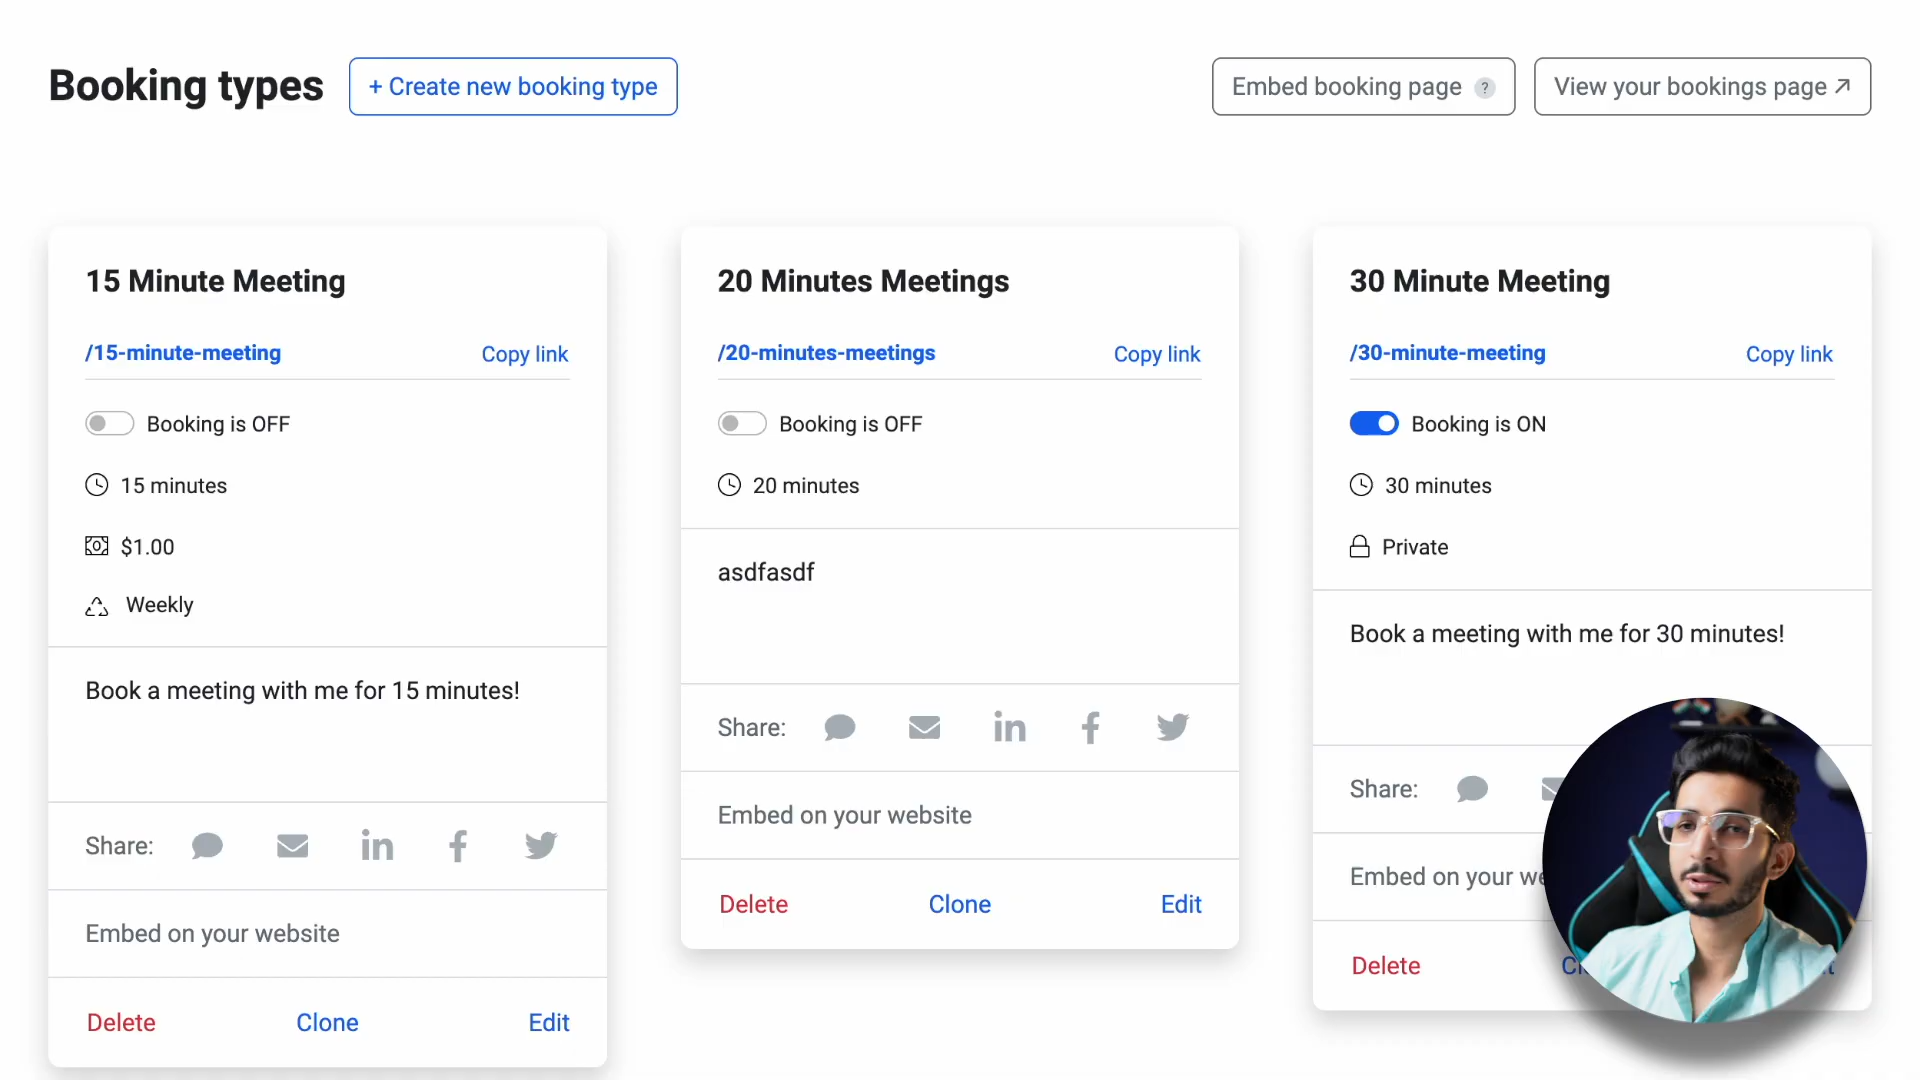 Booking types
+ Create new booking type
Embed booking page ?
View your bookings page
15 Minute Meeting
/15-minute-meeting
Copy link
Booking is OFF
15 minutes
$1.00
Weekly
Book a meeting with me for 15 minutes!
Share:
Embed on your website
Delete
Clone
Edit
20 Minutes Meetings
/20-minutes-meetings
Copy link
Booking is OFF
20 minutes
asdfasdf
Share:
Embed on your website
Delete
Clone
Edit
30 Minute Meeting
/30-minute-meeting
Copy link
Booking is ON
30 minutes
Private
Book a meeting with me for 30 minutes!
Share:
Embed on your
Delete